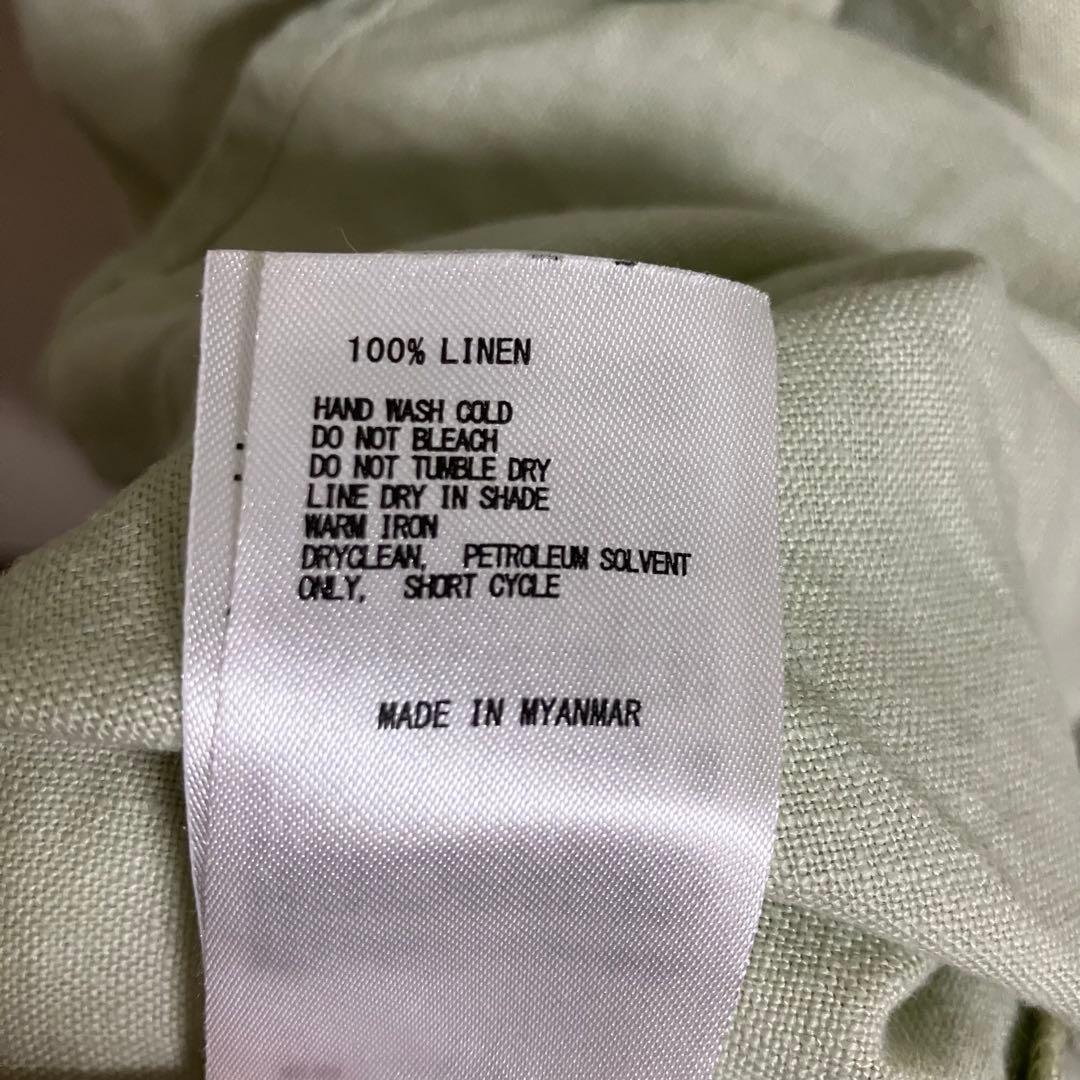 100% LINEN
HAND WASH COLD
DO NOT BLEACH
DO NOT TUMBLE DRY
LINE DRY IN SHADE
WARM IRON
DRYCLEAN, PETROLEUM SOLVENT
ONLY, SHORT CYCLE
MADE IN MYANMAR